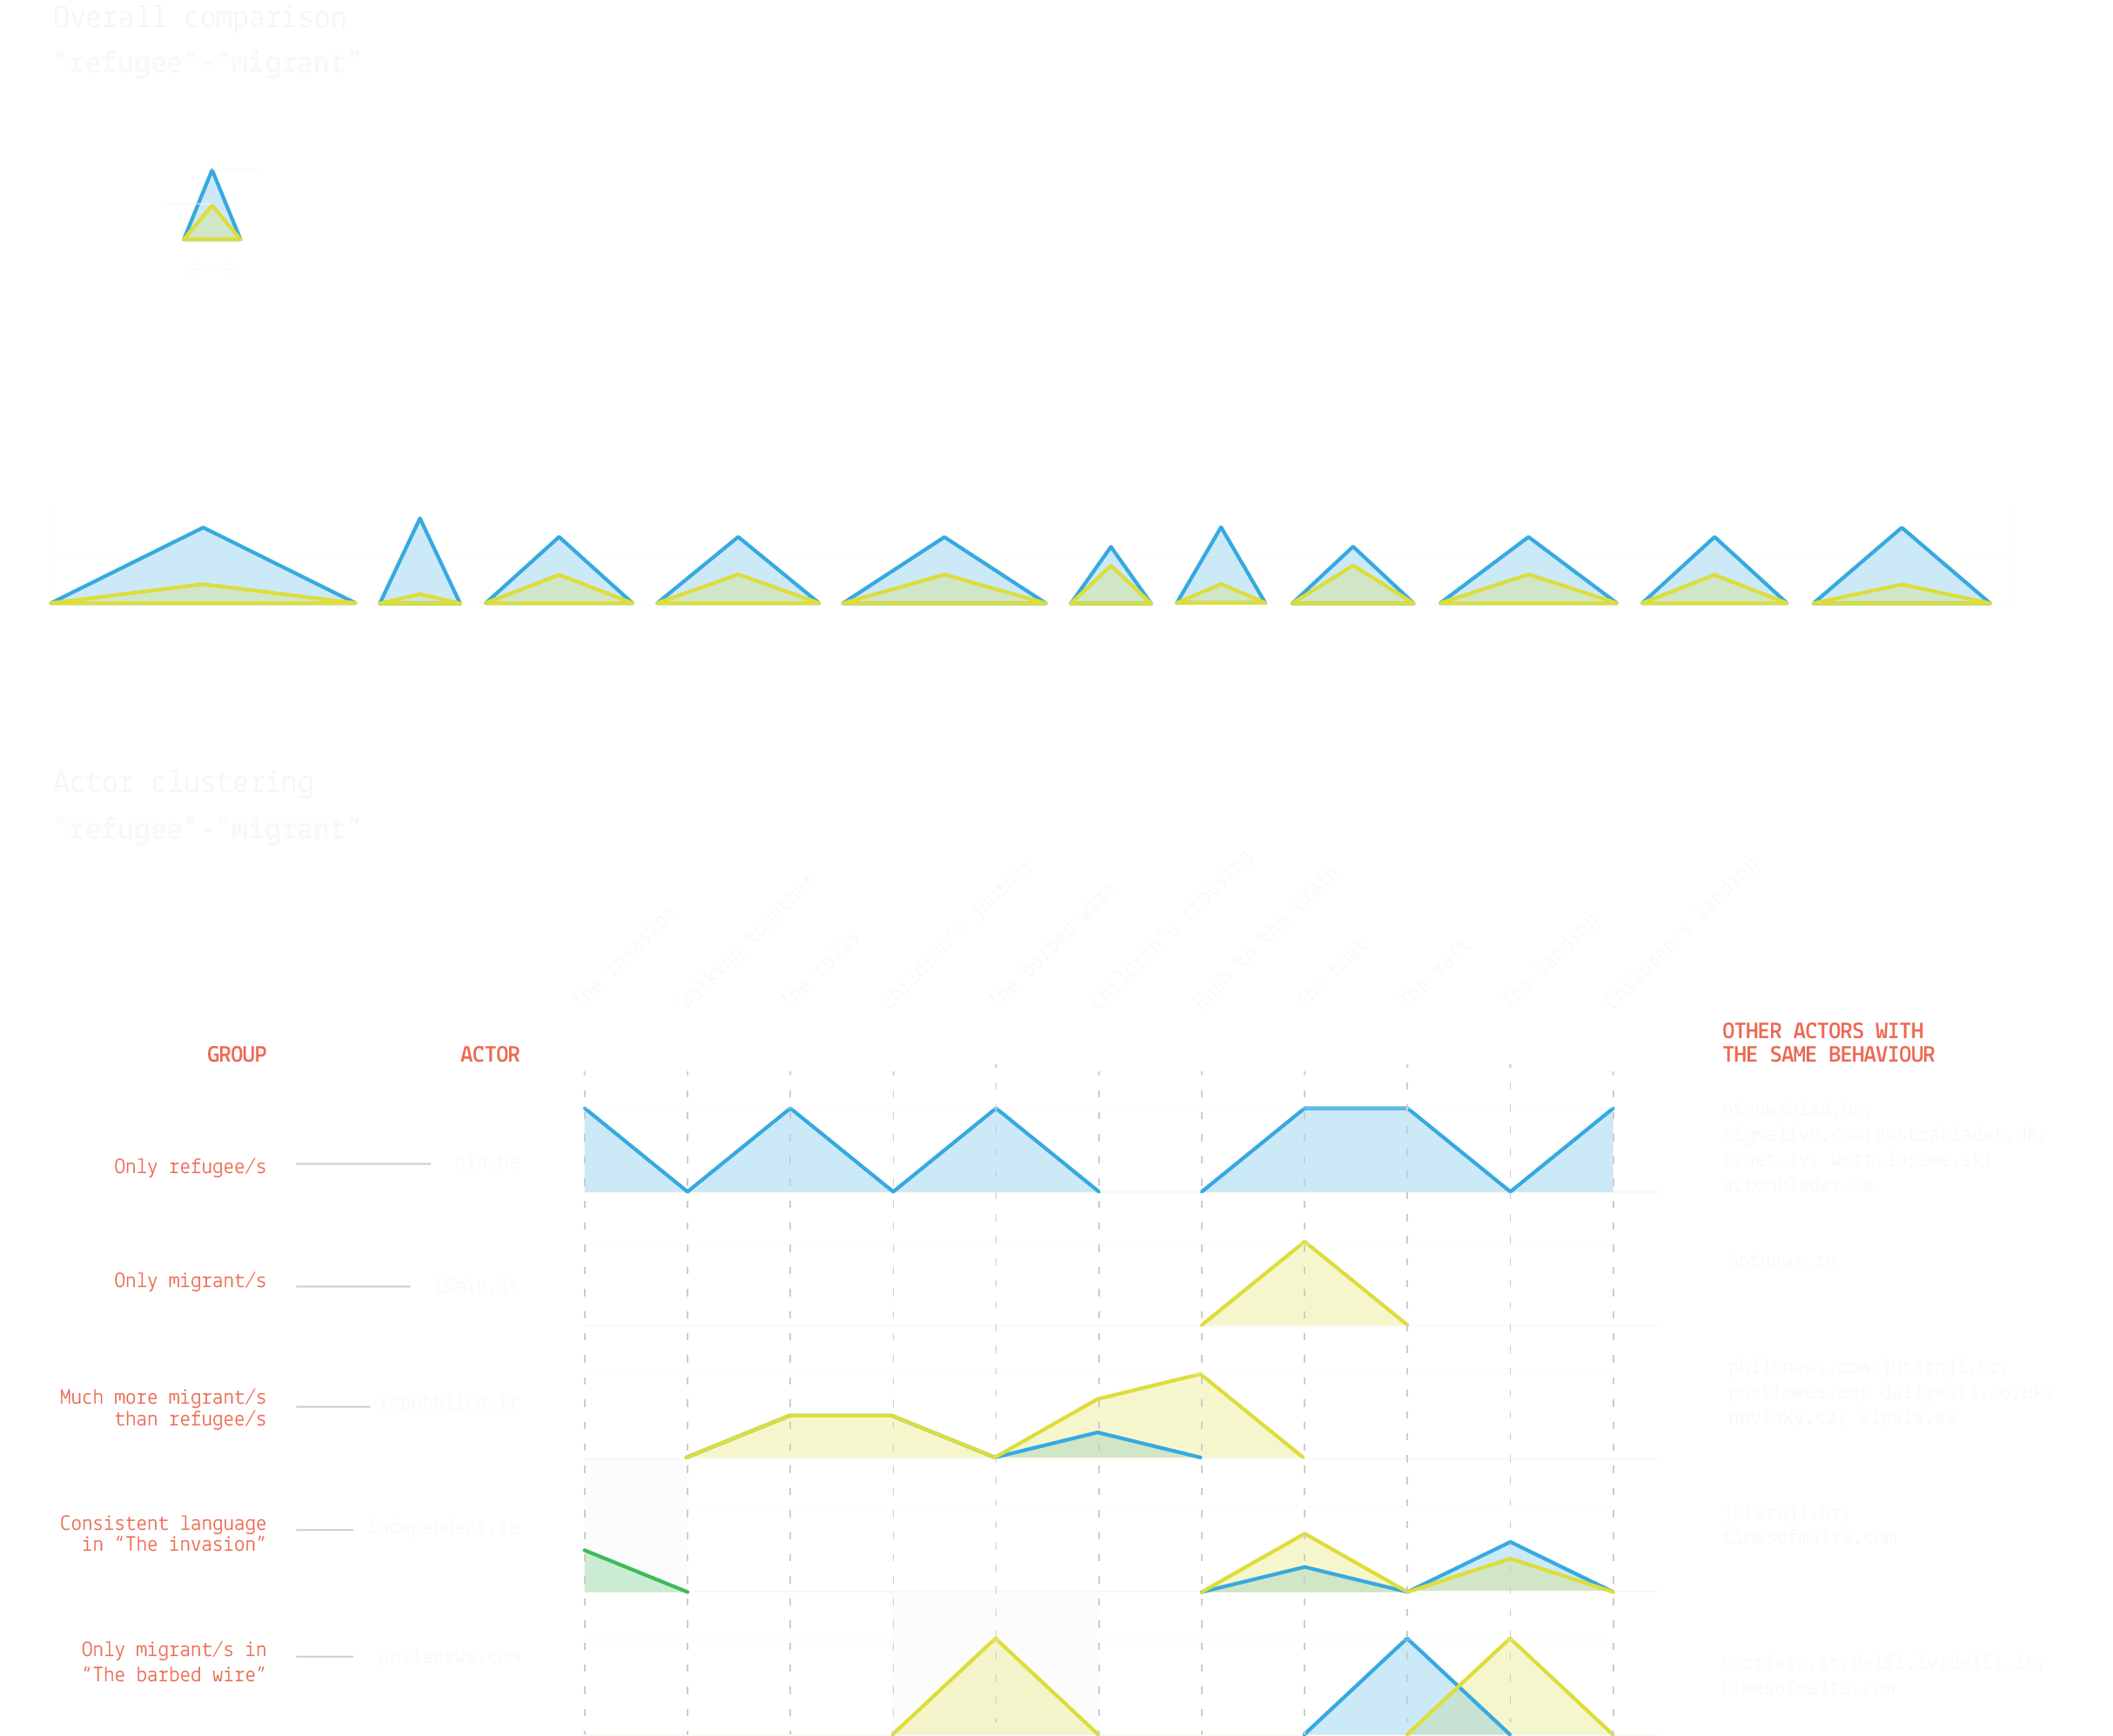 Overall comparison
“refugee”-“migrant”
Actor clustering
“refugee”-“migrant”
The invasion
Walking together
The rails
Children's journey
The barbed wire
Children's crossing
Rush to the train
The boat
The raft
The landing
Children's landing
GROUP
ACTOR
OTHER ACTORS WITH
THE SAME BEHAVIOUR
Only refugee/s
hln.be
nieuwsblad.be;
sigmalive.com;ekstrabladet.dk;
tvnet.lv; wort.lu;sme.sk;
aftonbladet.se
Only migrant/s
15min.lt
hotnews.ro
Much more migrant/s
than refugee/s
repubblica.it
philenews.com;jutarnji.hr;
postimees.ee; dailymail.co.uk;
novinky.cz; elpais.es
Consistent language
in “The invasion”
independent.ie
jutarnji.hr;
timesofmalta.com
Only migrant/s in
“The barbed wire”
philenews.com
corriere.it;delfi.lv;delfi.lt;
timesofmalta.com